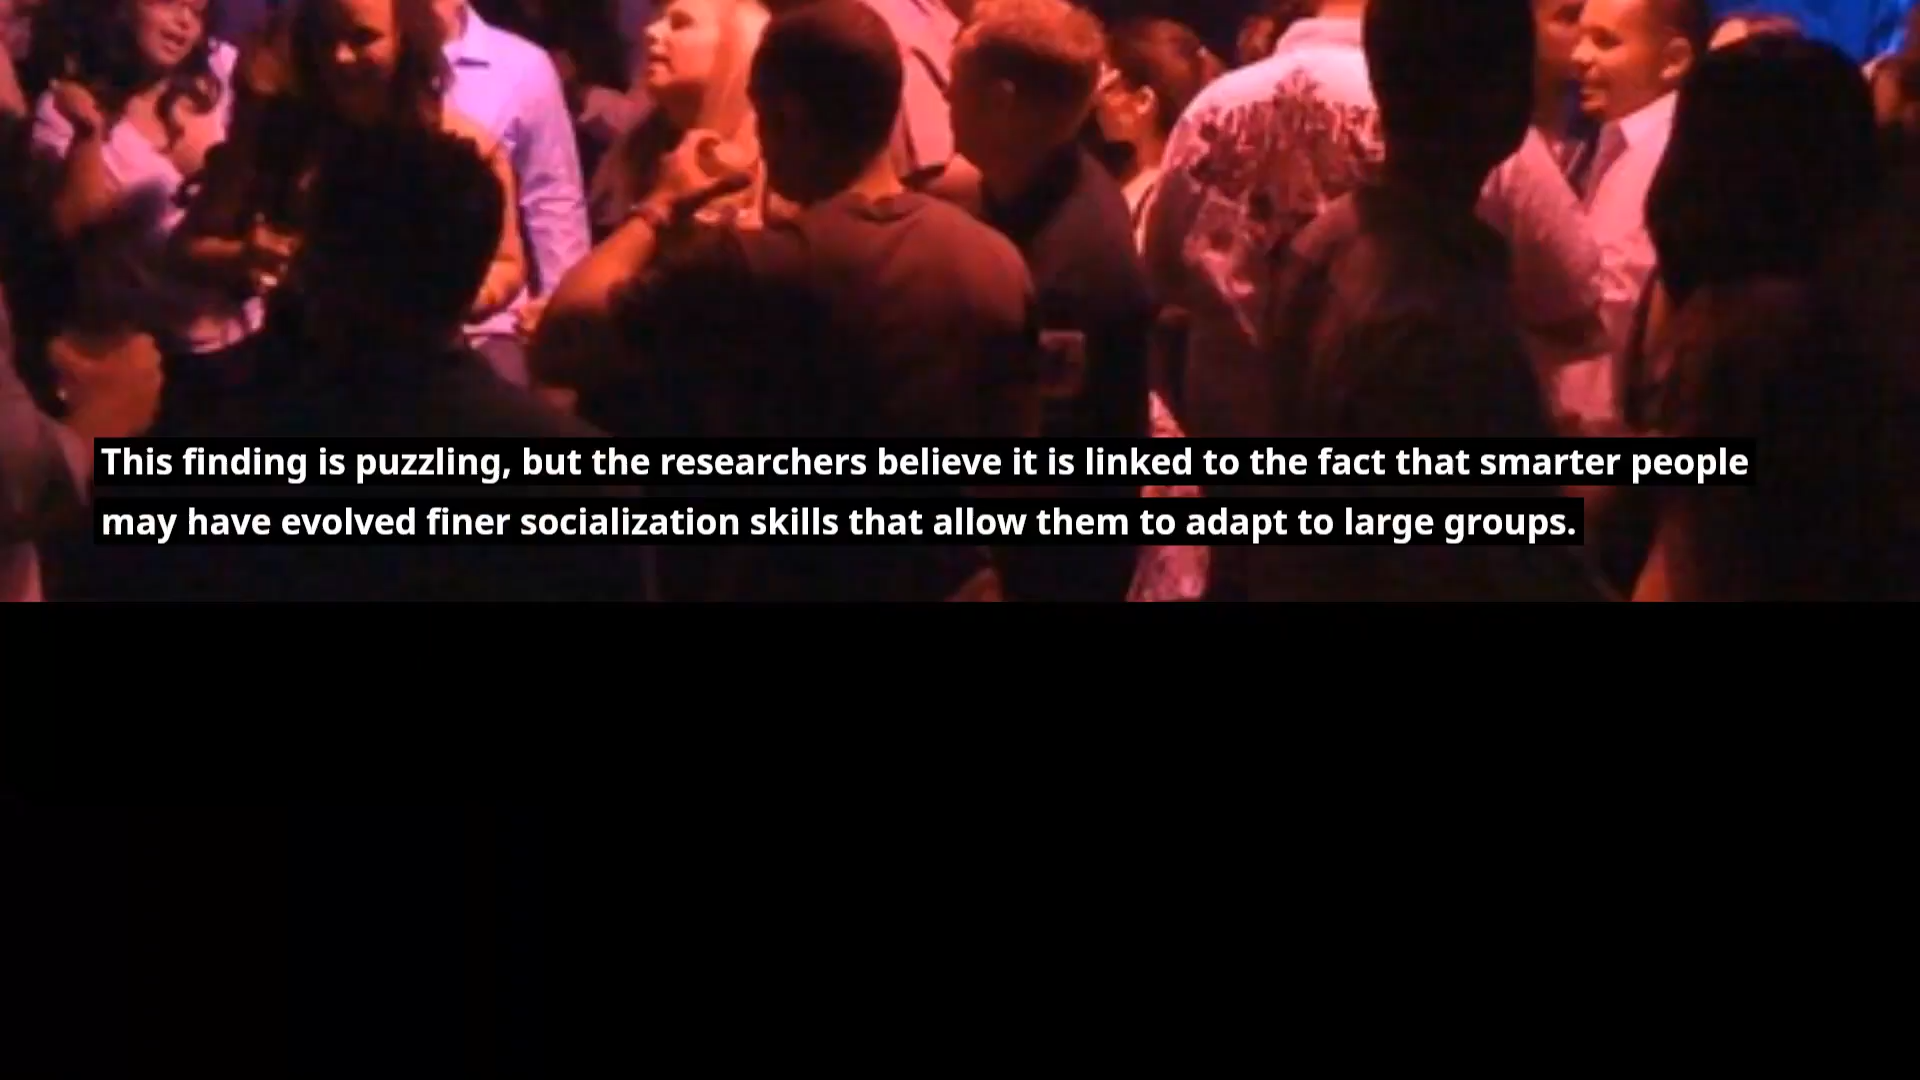 This finding is puzzling, but the researchers believe it is linked to the fact that smarter people
may have evolved finer socialization skills that allow them to adapt to large groups.